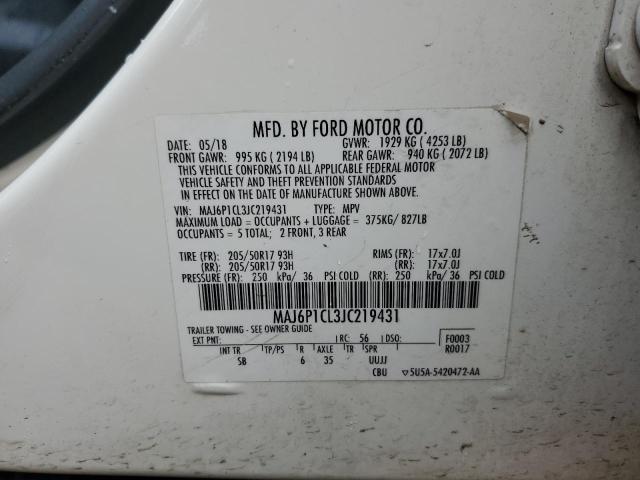 MFD. BY FORD MOTOR CO.
DATE: 05/18 GVWR: 1929 KG ( 4253 LB)
FRONT GAWR: 995 KG ( 2194 LB) REAR GAWR: 940 KG ( 2072 LB)
THIS VEHICLE CONFORMS TO ALL APPLICABLE FEDERAL MOTOR
VEHICLE SAFETY AND THEFT PREVENTION STANDARDS
IN EFFECT ON THE DATE OF MANUFACTURE SHOWN ABOVE.
VIN: MAJ6P1CL3JC219431 TYPE: MPV
MAXIMUM LOAD = OCCUPANTS + LUGGAGE = 375KG/ 827LB
OCCUPANTS = 5 TOTAL; 2 FRONT, 3 REAR
TIRE (FR): 205/50R17 93H RIMS (FR): 17x7.0J
(RR): 205/50R17 93H (RR): 17x7.0J
PRESSURE (FR): 250 kPa/ 36 PSI COLD (RR): 250 kPa/ 36 PSI COLD
MAJ6P1CL3JC219431
TRAILER TOWING - SEE OWNER GUIDE
EXT PNT: RC: 56 DSO: F0003
INT TR TP/PS R AXLE TR SPR R0017
5B 6 35 UUJJ
CBU ▽5U5A-5420472-AA